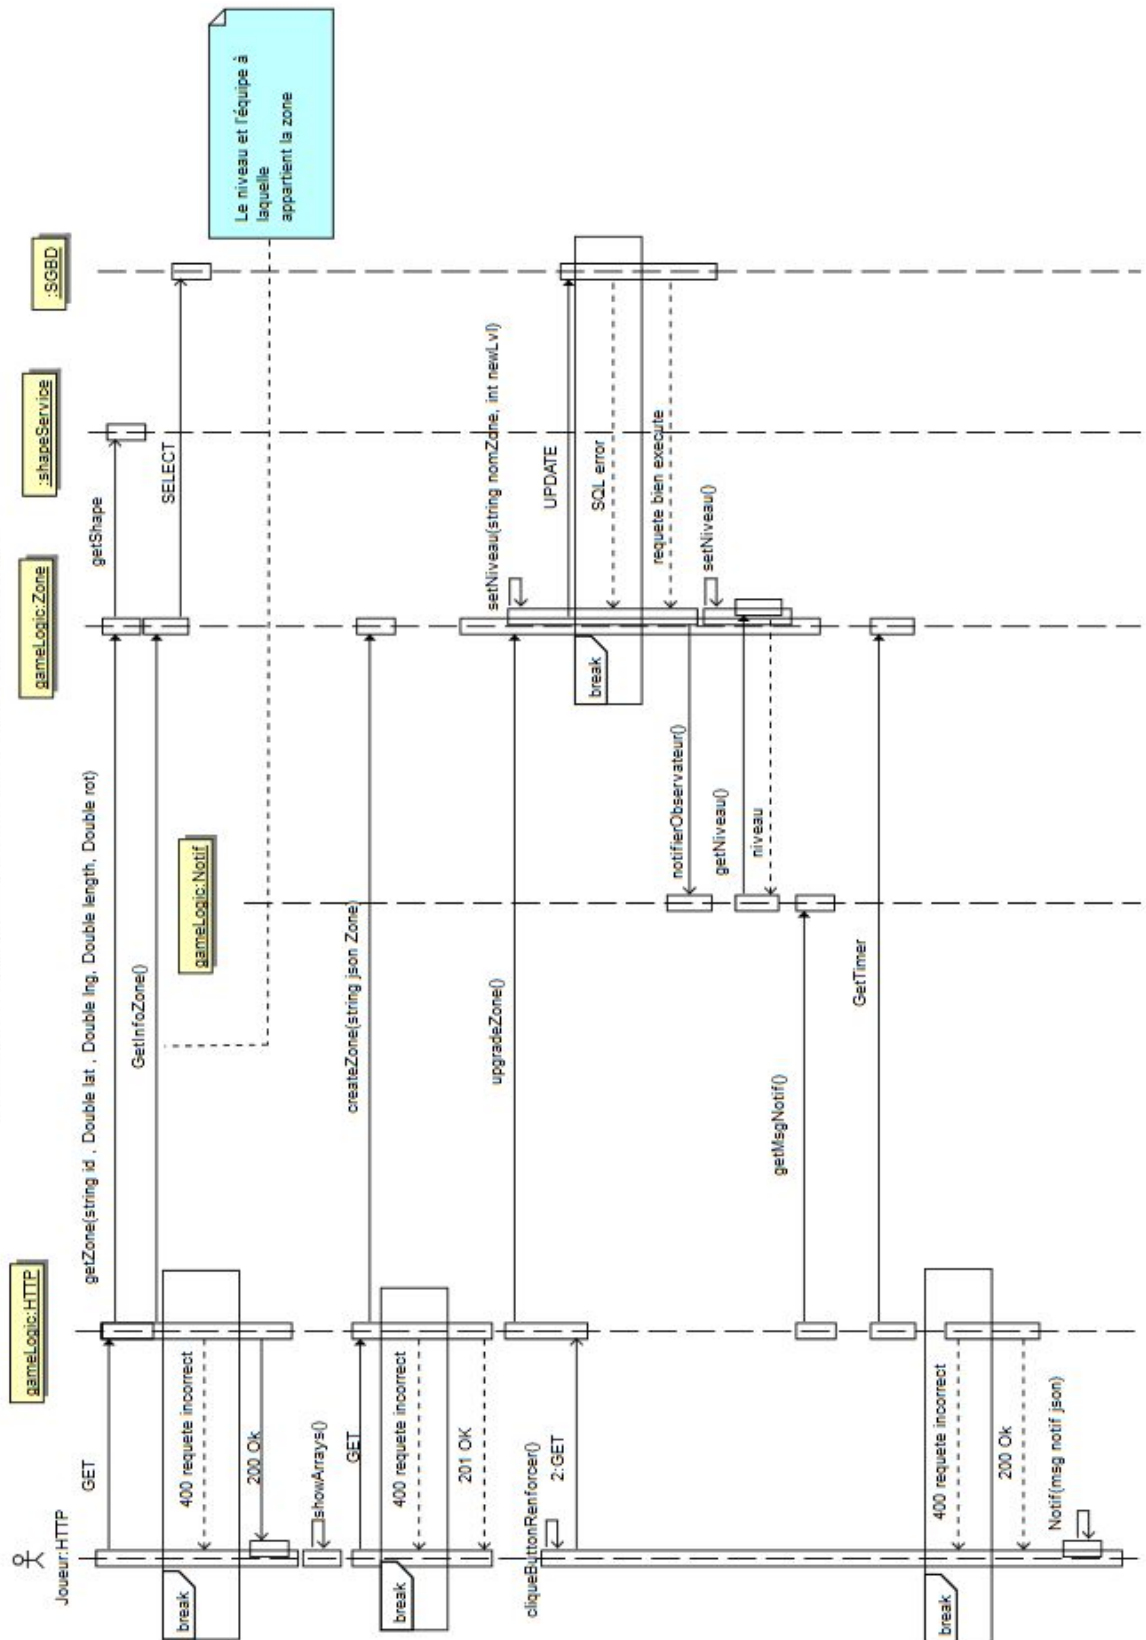 Joueur:HTTP
gameLogic:HTTP
gameLogic:Zone
:shapeService
:SGBD
GET
getZone(string id , Double lat , Double lng, Double length, Double rot)
getShape
GetInfoZone()
SELECT
break
400 requete incorrect
gameLogic:Notif
Le niveau et l'équipe à
laquelle
appartient la zone
200 Ok
showArrays()
GET
createZone(string json Zone)
break
400 requete incorrect
201 OK
upgradeZone()
setNiveau(string nomZone, int newLvl)
cliqueButtonRenforcer()
2:GET
UPDATE
break
SQL error
requete bien execute
notifierObservateur()
setNiveau()
getNiveau()
niveau
getMsgNotif()
GetTimer
break
400 requete incorrect
200 Ok
Notif(msg notif json)